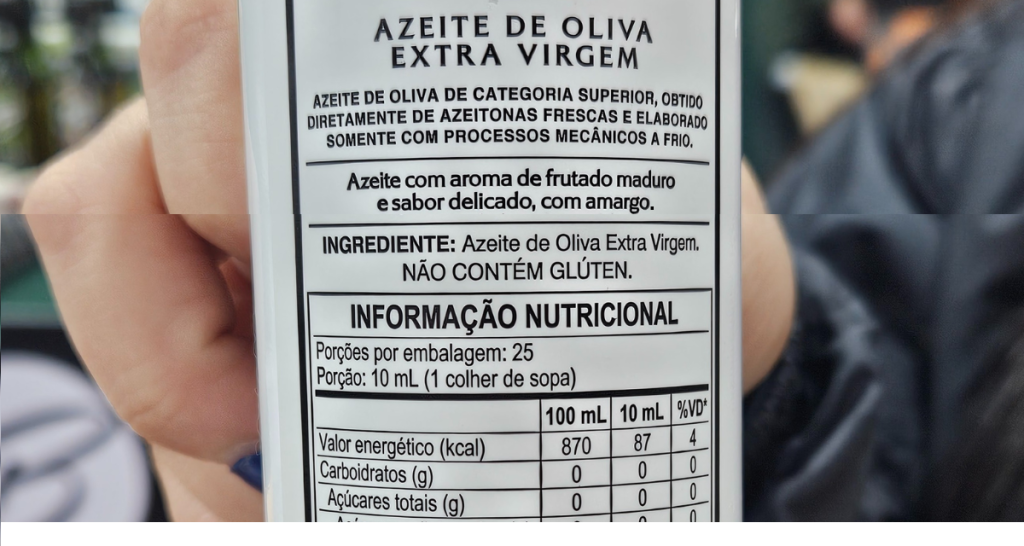 AZEITE DE OLIVA
EXTRA VIRGEM
AZEITE DE OLIVA DE CATEGORIA SUPERIOR, OBTIDO
DIRETAMENTE DE AZEITONAS FRESCAS E ELABORADO
SOMENTE COM PROCESSOS MECÂNICOS A FRIO.
Azeite com aroma de frutado maduro
e sabor delicado, com amargo.
INGREDIENTE: Azeite de Oliva Extra Virgem.
NÃO CONTÉM GLÚTEN.
INFORMAÇÃO NUTRICIONAL
Porções por embalagem: 25
Porção: 10 mL (1 colher de sopa)
100 mL 10 mL %VD*
Valor energético (kcal) 870 87 4
Carboidratos (g) 0 0 0
Açúcares totais (g) 0 0 0